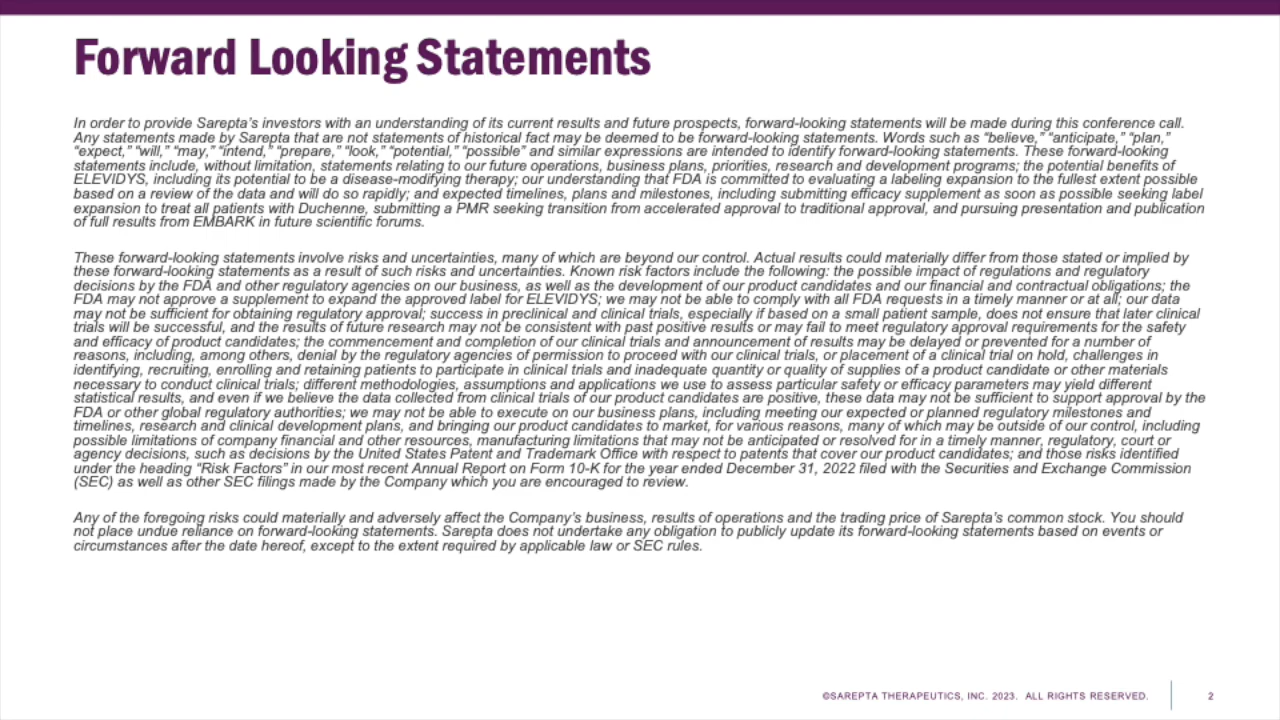 Forward Looking Statements
In order to provide Sarepta's investors with an understanding of its current results and future prospects, forward-looking statements will be made during this conference call.
Any statements made by Sarepta that are not statements of historical fact may be deemed to be forward-looking statements. Words such as “believe,” “anticipate,” “plan,”
“expect,” “will,” “may,” “intend,” “prepare,” “look,” “potential,” “possible” and similar expressions are intended to identify forward-looking statements. These forward-looking
statements include, without limitation, statements relating to our future operations, business plans, priorities, research and development programs; the potential benefits of
ELEVIDYS, including its potential to be a disease-modifying therapy; our understanding that FDA is committed to evaluating a labeling expansion to the fullest extent possible
based on a review of the data and will do so rapidly; and expected timelines, plans and milestones, including submitting efficacy supplement as soon as possible seeking label
expansion to treat all patients with Duchenne, submitting a PMR seeking transition from accelerated approval to traditional approval, and pursuing presentation and publication
of full results from EMBARK in future scientific forums.
These forward-looking statements involve risks and uncertainties, many of which are beyond our control. Actual results could materially differ from those stated or implied by
these forward-looking statements as a result of such risks and uncertainties. Known risk factors include the following: the possible impact of regulations and regulatory
decisions by the FDA and other regulatory agencies on our business, as well as the development of our product candidates and our financial and contractual obligations; the
FDA may not approve a supplement to expand the approved label for ELEVIDYS; we may not be able to comply with all FDA requests in a timely manner or at all; our data
may not be sufficient for obtaining regulatory approval; success in preclinical and clinical trials, especially if based on a small patient sample, does not ensure that later clinical
trials will be successful, and the results of future research may not be consistent with past positive results or may fail to meet regulatory approval requirements for the safety
and efficacy of product candidates; the commencement and completion of our clinical trials and announcement of results may be delayed or prevented for a number of
reasons, including, among others, denial by the regulatory agencies of permission to proceed with our clinical trials, or placement of a clinical trial on hold, challenges in
identifying, recruiting, enrolling and retaining patients to participate in clinical trials and inadequate quantity or quality of supplies of a product candidate or other materials
necessary to conduct clinical trials; different methodologies, assumptions and applications we use to assess particular safety or efficacy parameters may yield different
statistical results, and even if we believe the data collected from clinical trials of our product candidates are positive, these data may not be sufficient to support approval by the
FDA or other global regulatory authorities; we may not be able to execute on our business plans, including meeting our expected or planned regulatory milestones and
timelines, research and clinical development plans, and bringing our product candidates to market, for various reasons, many of which may be outside of our control, including
possible limitations of company financial and other resources, manufacturing limitations that may not be anticipated or resolved for in a timely manner, regulatory, court or
agency decisions, such as decisions by the United States Patent and Trademark Office with respect to patents that cover our product candidates; and those risks identified
under the heading “Risk Factors” in our most recent Annual Report on Form 10-K for the year ended December 31, 2022 filed with the Securities and Exchange Commission
(SEC) as well as other SEC filings made by the Company which you are encouraged to review.
Any of the foregoing risks could materially and adversely affect the Company's business, results of operations and the trading price of Sarepta's common stock. You should
not place undue reliance on forward-looking statements. Sarepta does not undertake any obligation to publicly update its forward-looking statements based on events or
circumstances after the date hereof, except to the extent required by applicable law or SEC rules.
©SAREPTA THERAPEUTICS, INC. 2023. ALL RIGHTS RESERVED. 2